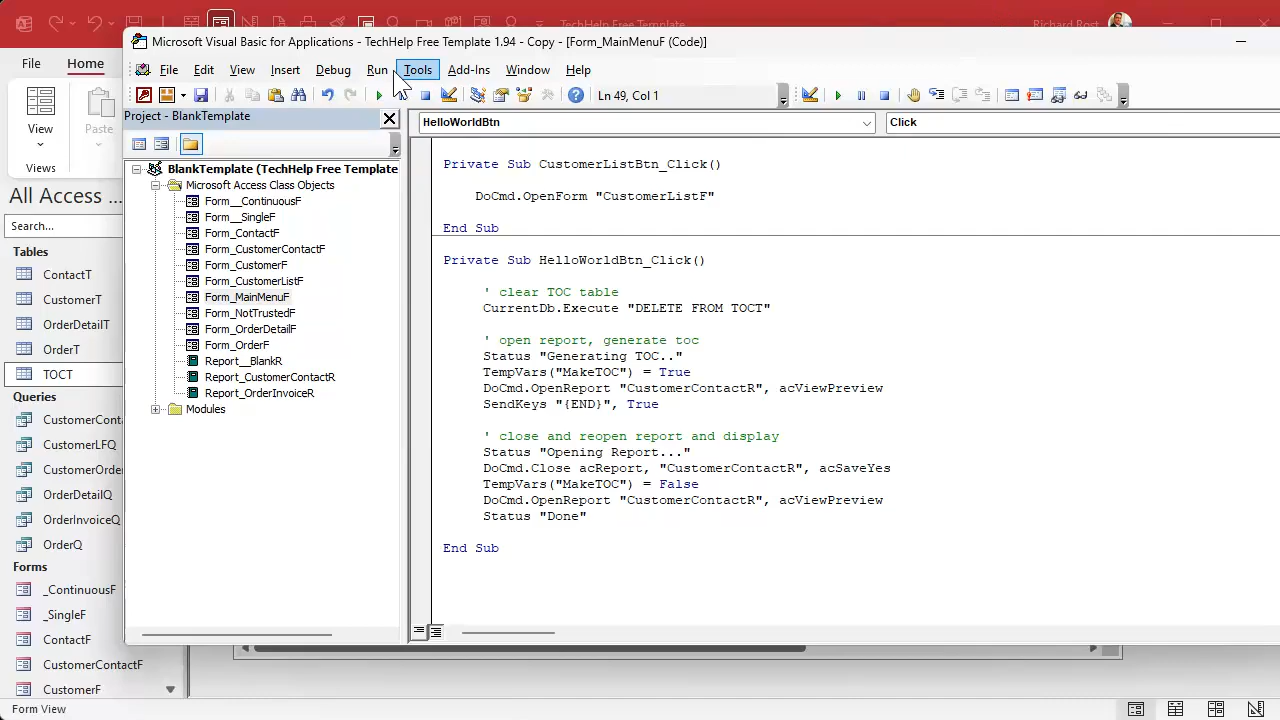 TechHelp Free Template
Richard Rost
Microsoft Visual Basic for Applications - TechHelp Free Template 1.94 - Copy - [Form_MainMenuF (Code)]
File
Home
File Edit View Insert Debug Run Tools Add-Ins Window Help
Ln 49, Col 1
View
Paste
Views
Project - BlankTemplate
HelloWorldBtn
Click
BlankTemplate (TechHelp Free Template
Microsoft Access Class Objects
Form__ContinuousF
Form__SingleF
Form_ContactF
Form_CustomerContactF
Form_CustomerF
Form_CustomerListF
Form_MainMenuF
Form_NotTrustedF
Form_OrderDetailF
Form_OrderF
Report__BlankR
Report_CustomerContactR
Report_OrderInvoiceR
Modules
All Access ...
Search...
Tables
ContactT
CustomerT
OrderDetailT
OrderT
TOCT
Queries
CustomerConta
CustomerLFQ
CustomerOrde
OrderDetailQ
OrderInvoiceQ
OrderQ
Forms
_ContinuousF
_SingleF
ContactF
CustomerContactF
CustomerF
Form View
Private Sub CustomerListBtn_Click()
DoCmd.OpenForm "CustomerListF"
End Sub
Private Sub HelloWorldBtn_Click()
' clear TOC table
CurrentDb.Execute "DELETE FROM TOCT"
' open report, generate toc
Status "Generating TOC.."
TempVars("MakeTOC") = True
DoCmd.OpenReport "CustomerContactR", acViewPreview
SendKeys "{END}", True
' close and reopen report and display
Status "Opening Report..."
DoCmd.Close acReport, "CustomerContactR", acSaveYes
TempVars("MakeTOC") = False
DoCmd.OpenReport "CustomerContactR", acViewPreview
Status "Done"
End Sub